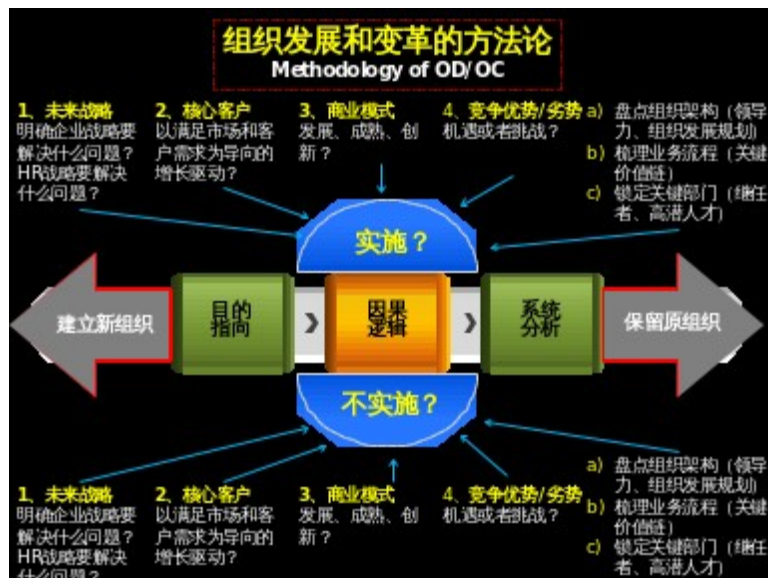 组织发展和变革的方法论
Methodology of OD/OC
1、未来战略
明确企业战略要
解决什么问题？
HR战略要解决
什么问题？
2、核心客户
以满足市场和客
户需求为导向的
增长驱动？
3、商业模式
发展、成熟、创
新？
4、竞争优势/劣势
机遇或者挑战？
a) 盘点组织架构（领导
力、组织发展规划）
b) 梳理业务流程（关键
价值链）
c) 锁定关键部门（继任
者、高潜人才）
实施？
建立新组织
目的
指向
因果
逻辑
系统
分析
保留原组织
不实施？
1、未来战略
明确企业战略要
解决什么问题？
HR战略要解决
什么问题？
2、核心客户
以满足市场和客
户需求为导向的
增长驱动？
3、商业模式
发展、成熟、创
新？
4、竞争优势/劣势
机遇或者挑战？
a) 盘点组织架构（领导
力、组织发展规划）
b) 梳理业务流程（关键
价值链）
c) 锁定关键部门（继任
者、高潜人才）